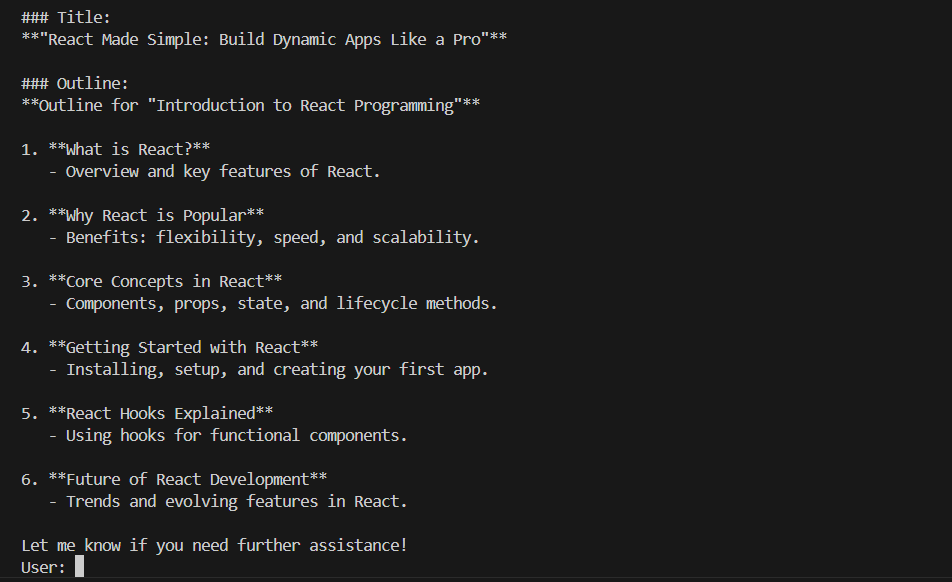 ### Title:
**"React Made Simple: Build Dynamic Apps Like a Pro"**
### Outline:
**Outline for "Introduction to React Programming"**
1. **What is React?**
- Overview and key features of React.
2. **Why React is Popular**
- Benefits: flexibility, speed, and scalability.
3. **Core Concepts in React**
- Components, props, state, and lifecycle methods.
4. **Getting Started with React**
- Installing, setup, and creating your first app.
5. **React Hooks Explained**
- Using hooks for functional components.
6. **Future of React Development**
- Trends and evolving features in React.
Let me know if you need further assistance!
User: